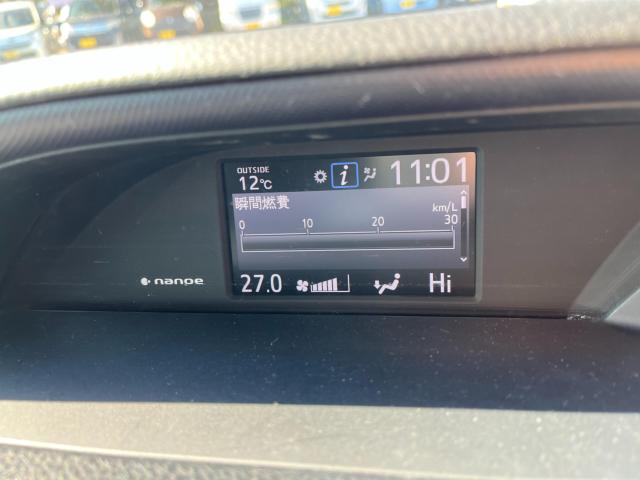 OUTSIDE
12℃
i
11:01
瞬間燃費
km/L
0 10 20 30
nanoe
27.0
Hi